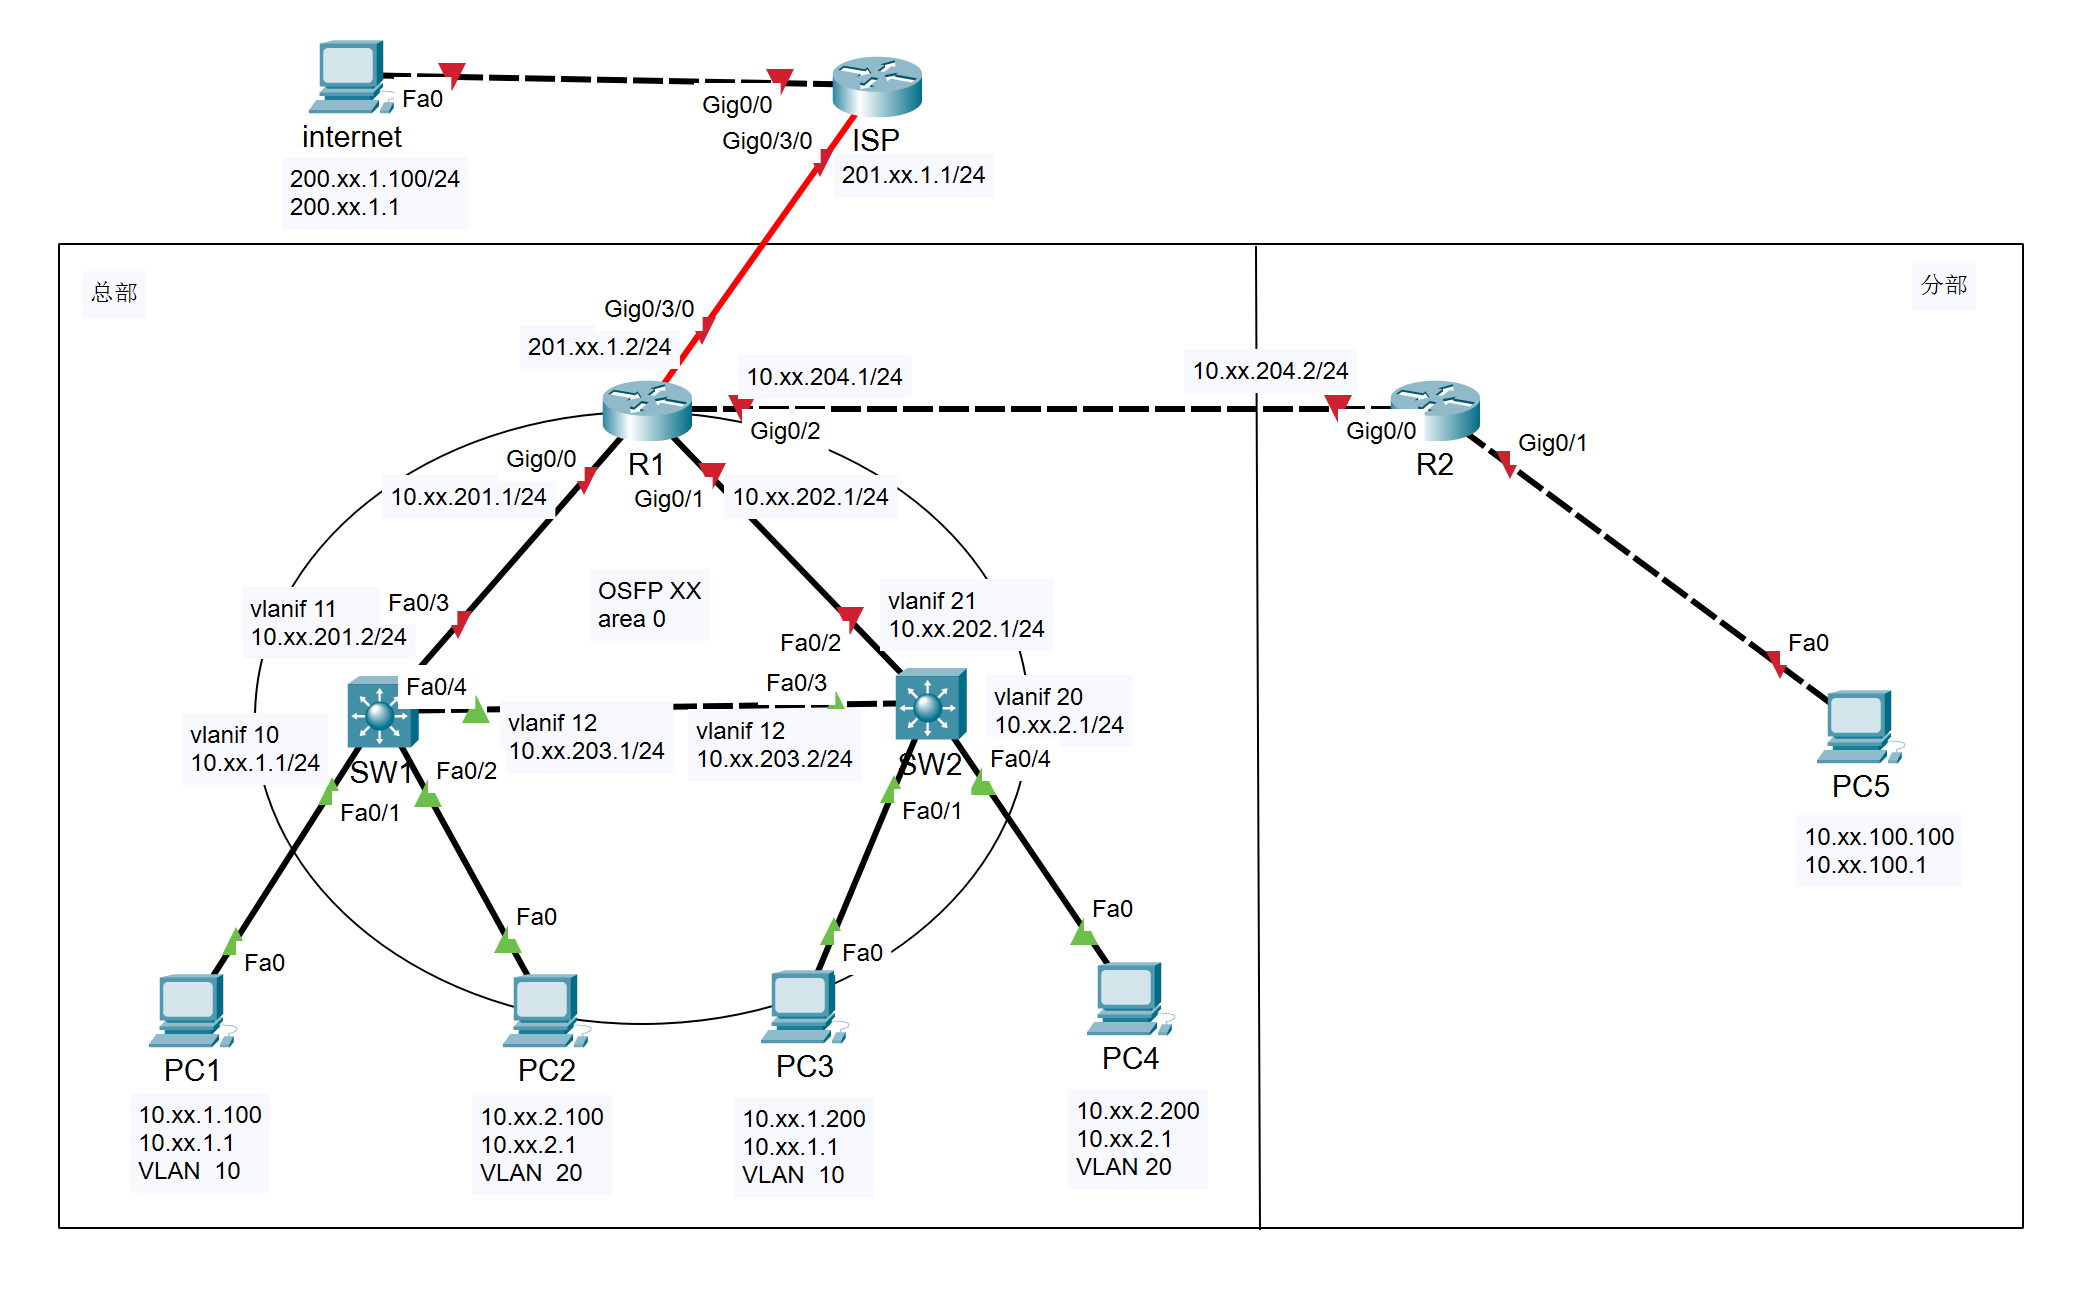 Fa0
internet
200.xx.1.100/24
200.xx.1.1
Gig0/0
Gig0/3/0
ISP
201.xx.1.1/24
总部
分部
Gig0/3/0
201.xx.1.2/24
10.xx.204.1/24
Gig0/2
10.xx.204.2/24
Gig0/0
R2
Gig0/1
R1
Gig0/0
10.xx.201.1/24
Gig0/1
10.xx.202.1/24
OSFP XX
area 0
vlanif 11
10.xx.201.2/24
Fa0/3
vlanif 21
10.xx.202.1/24
Fa0/2
Fa0/4
Fa0/3
vlanif 12
10.xx.203.1/24
vlanif 12
10.xx.203.2/24
vlanif 20
10.xx.2.1/24
vlanif 10
10.xx.1.1/24
SW1
Fa0/2
Fa0/1
SW2
Fa0/4
Fa0/1
Fa0
PC5
10.xx.100.100
10.xx.100.1
Fa0
PC1
10.xx.1.100
10.xx.1.1
VLAN  10
Fa0
PC2
10.xx.2.100
10.xx.2.1
VLAN  20
Fa0
PC3
10.xx.1.200
10.xx.1.1
VLAN  10
Fa0
PC4
10.xx.2.200
10.xx.2.1
VLAN 20